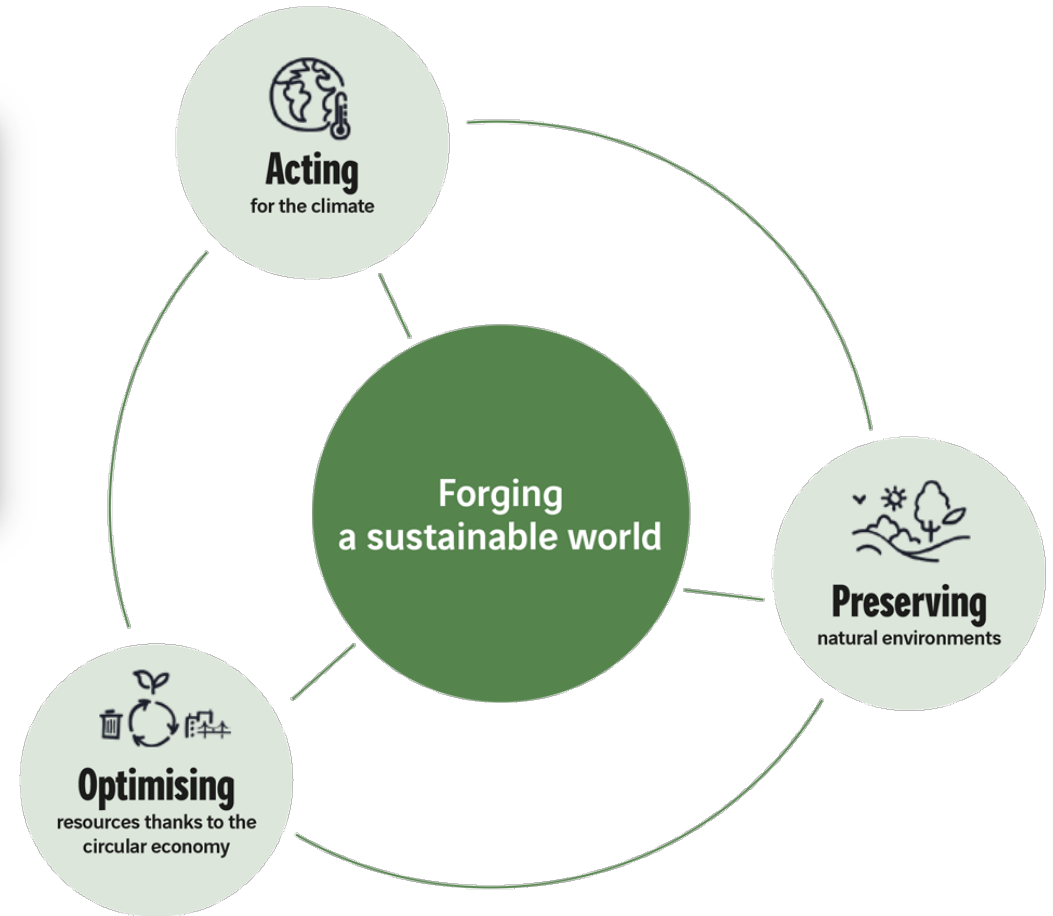 Acting
for the climate
Forging
a sustainable world
Preserving
natural environments
Optimising
resources thanks to the
circular economy